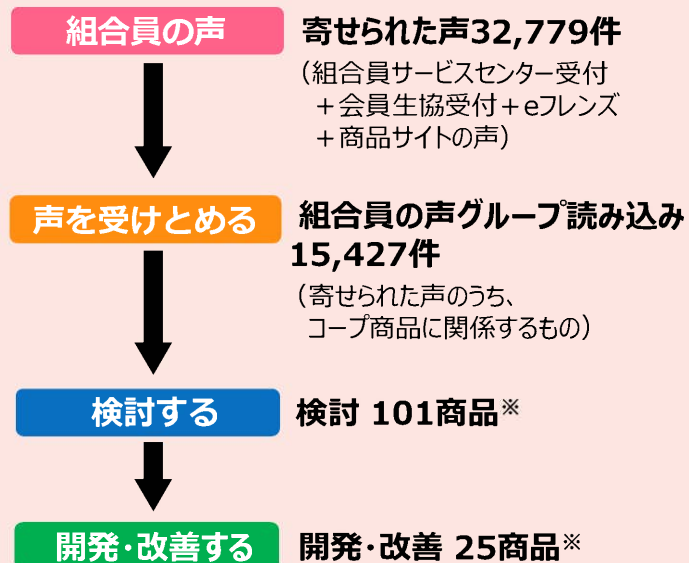 組合員の声
寄せられた声32,779件
（組合員サービスセンター受付
＋会員生協受付＋eフレンズ
＋商品サイトの声）
声を受けとめる
組合員の声グループ読み込み
15,427件
（寄せられた声のうち、
コープ商品に関係するもの）
検討する
検討 101商品※
開発・改善する
開発・改善 25商品※